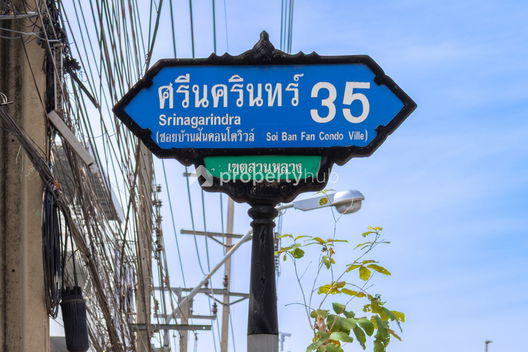 ศรีนครินทร์ 35
Srinagarindra
(ซอยบ้านฝันคอนโดวิวล์ Soi Ban Fan Condo Ville)
เขตสวนหลวง
propertyhub